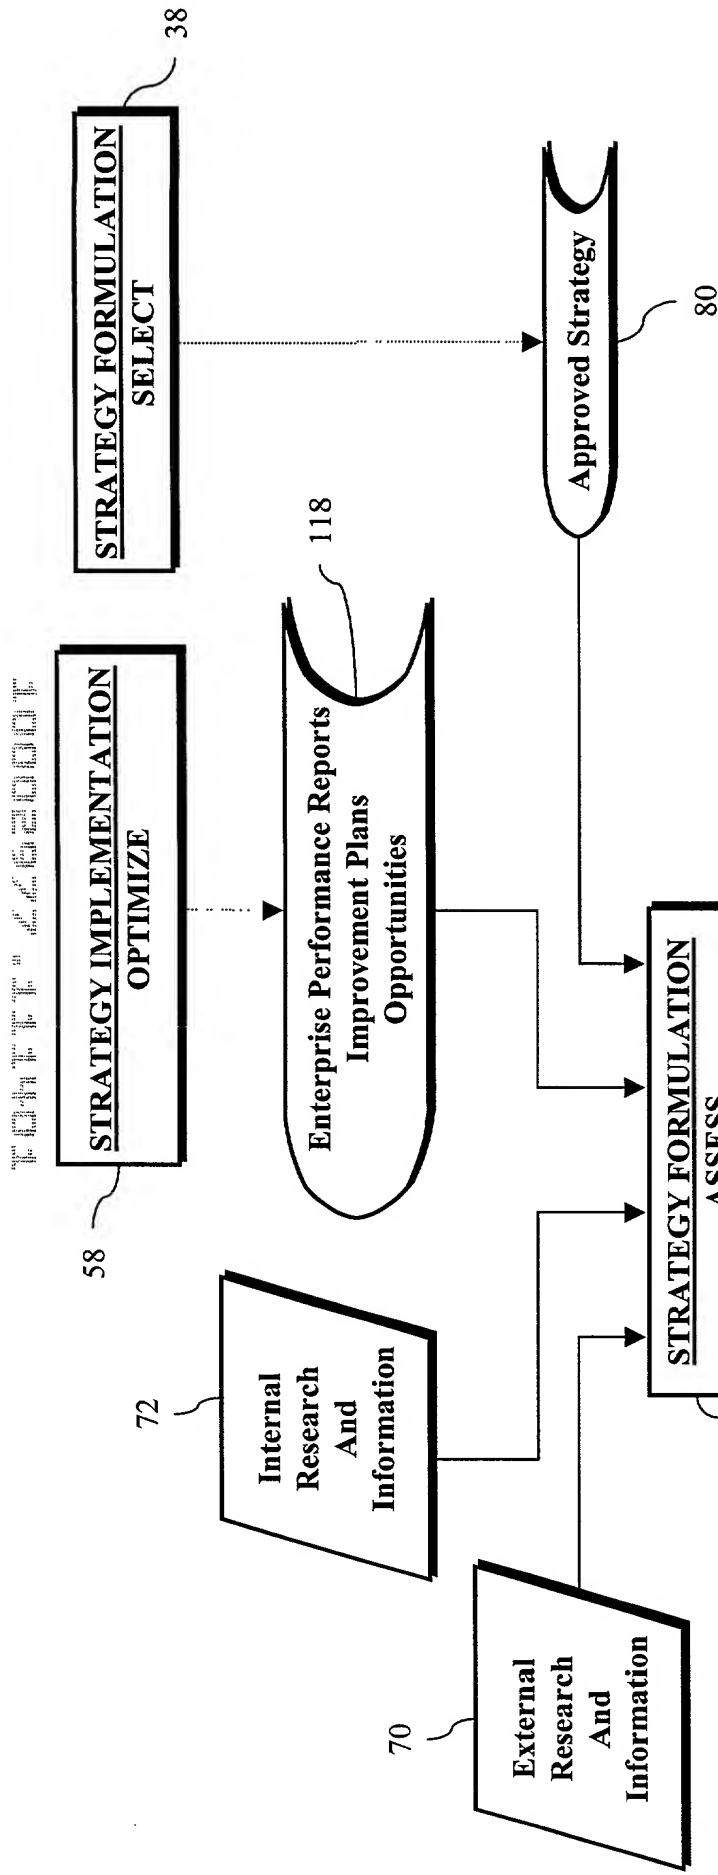 58
STRATEGY IMPLEMENTATION
OPTIMIZE
STRATEGY FORMULATION
SELECT
38
72
Internal
Research
And
Information
Enterprise Performance Reports
Improvement Plans
Opportunities
118
70
External
Research
And
Information
Approved Strategy
80
STRATEGY FORMULATION
ASSESS